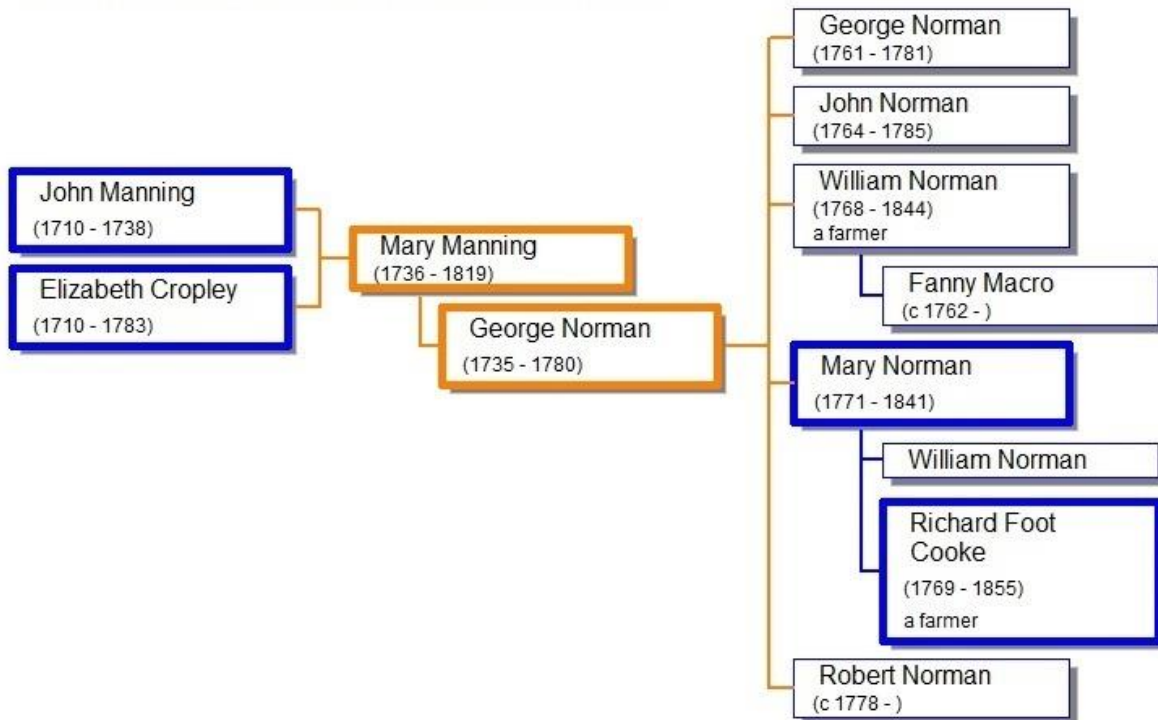 John Manning
(1710 - 1738)
Elizabeth Cropley
(1710 - 1783)
Mary Manning
(1736 - 1819)
George Norman
(1735 - 1780)
George Norman
(1761 - 1781)
John Norman
(1764 - 1785)
William Norman
(1768 - 1844)
a farmer
Fanny Macro
(c 1762 - )
Mary Norman
(1771 - 1841)
William Norman
Richard Foot
Cooke
(1769 - 1855)
a farmer
Robert Norman
(c 1778 - )